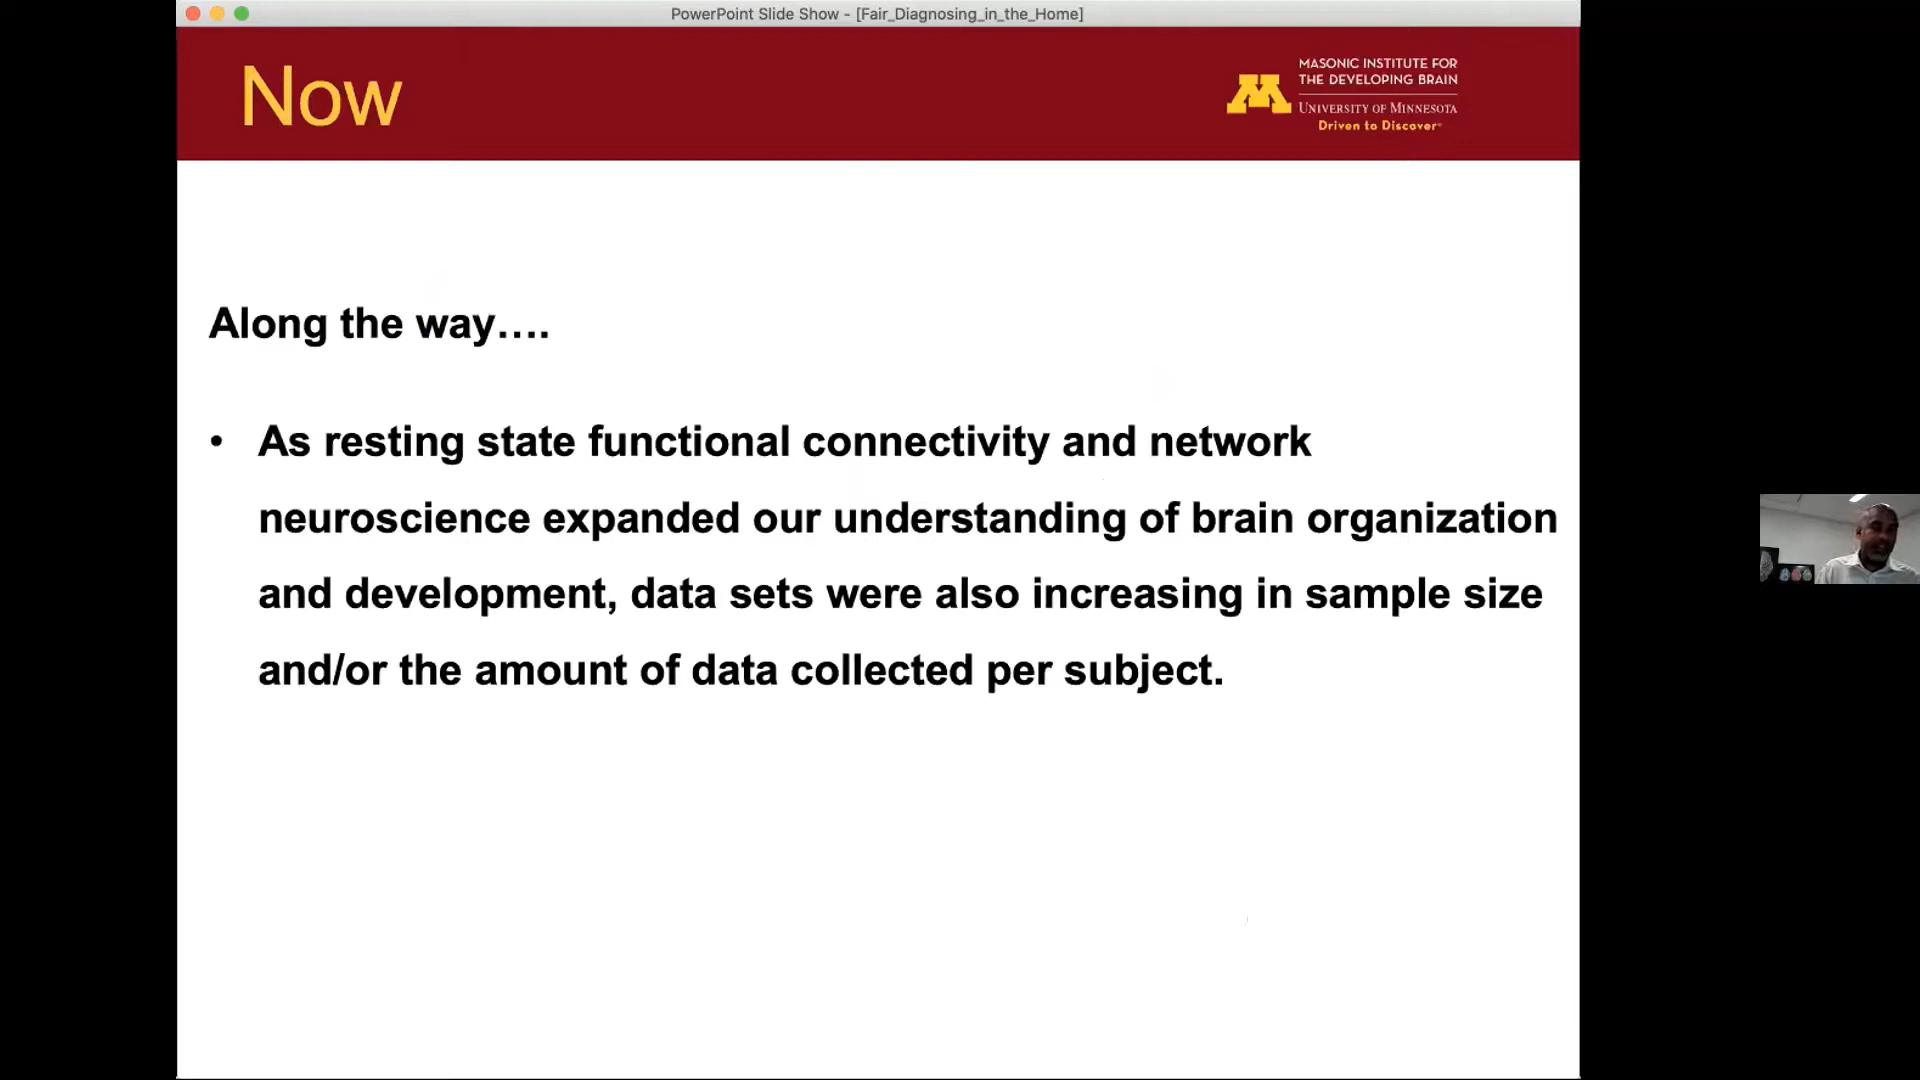 PowerPoint Slide Show - [Fair_Diagnosing_in_the_Home]
Now
MASONIC INSTITUTE FOR
THE DEVELOPING BRAIN
UNIVERSITY OF MINNESOTA
Driven to Discover®
Along the way….
• As resting state functional connectivity and network
neuroscience expanded our understanding of brain organization
and development, data sets were also increasing in sample size
and/or the amount of data collected per subject.